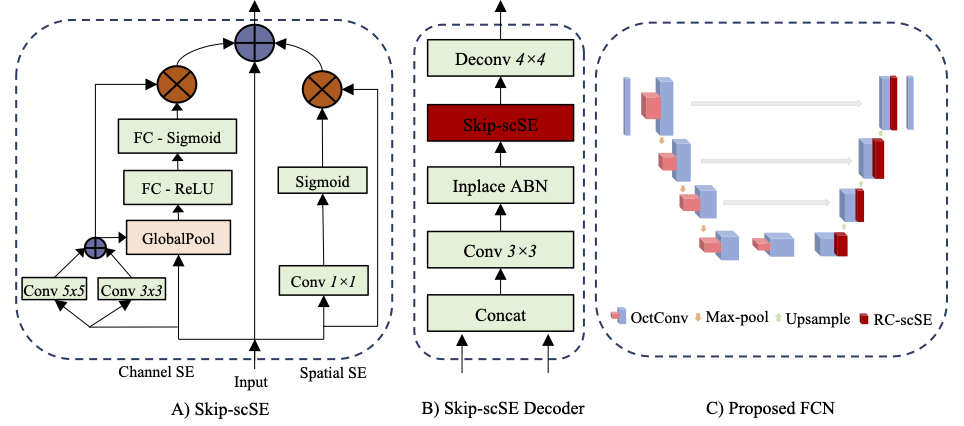 FC - Sigmoid
FC - ReLU
GlobalPool
Conv 5x5
Conv 3x3
Sigmoid
Conv 1×1
Channel SE
Input
Spatial SE
A) Skip-scSE
Deconv 4×4
Skip-scSE
Inplace ABN
Conv 3×3
Concat
B) Skip-scSE Decoder
OctConv
Max-pool
Upsample
RC-scSE
C) Proposed FCN